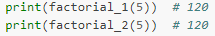 print(factorial_1(5))  # 120
print(factorial_2(5))  # 120